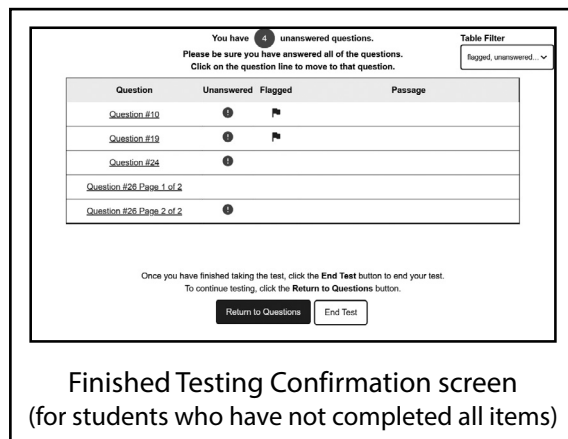 You have 4 unanswered questions.
Table Filter
Please be sure you have answered all of the questions.
Click on the question line to move to that question.
flagged, unanswered...
Question Unanswered Flagged Passage
Question #10
Question #19
Question #24
Question #26 Page 1 of 2
Question #26 Page 2 of 2
Once you have finished taking the test, click the End Test button to end your test.
To continue testing, click the Return to Questions button.
Return to Questions End Test
Finished Testing Confirmation screen
(for students who have not completed all items)